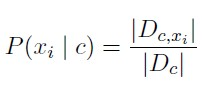 P(x_i | c) = |D_{c,x_i}| / |D_c|